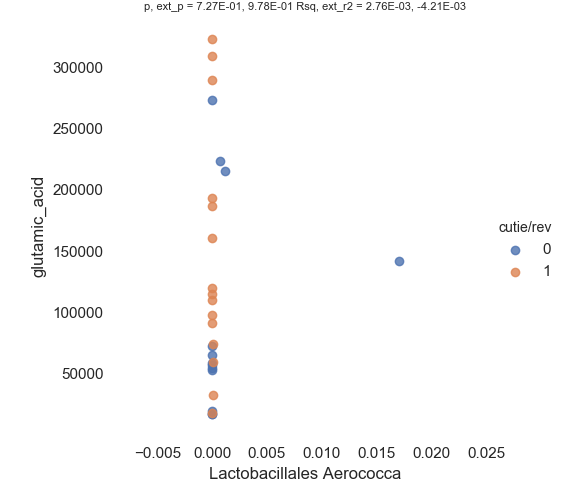 p, ext_p = 7.27E-01, 9.78E-01 Rsq, ext_r2 = 2.76E-03, -4.21E-03
300000
250000
200000
150000
100000
50000
glutamic_acid
cutie/rev
0
1
−0.005 0.000 0.005 0.010 0.015 0.020 0.025
Lactobacillales Aerococca